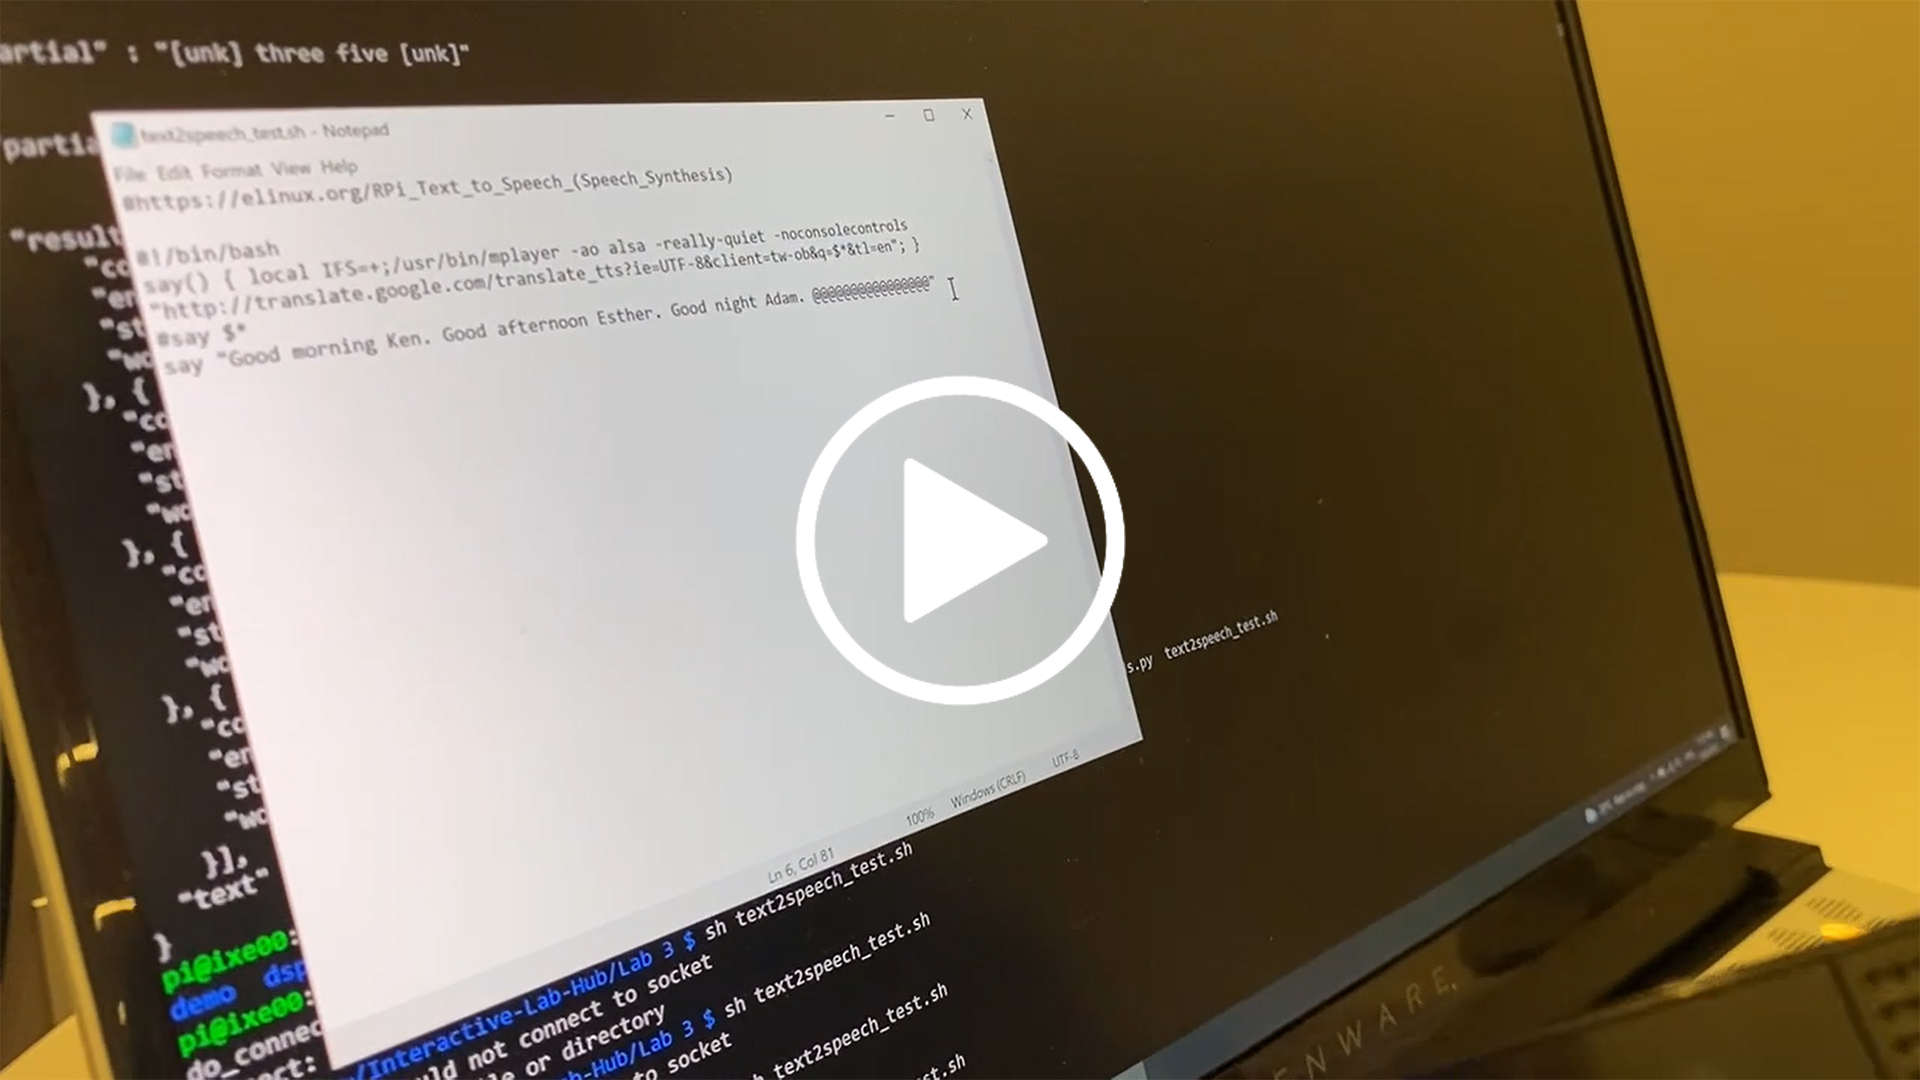 artial" : "[unk] three five [unk]"
text2speech_test.sh - Notepad
File Edit Format View Help
#https://elinux.org/RPi_Text_to_Speech_(Speech_Synthesis)
#!/bin/bash
say() { local IFS=+;/usr/bin/mplayer -ao alsa -really-quiet -noconsolecontrols
"http://translate.google.com/translate_tts?ie=UTF-8&client=tw-ob&q=$*&tl=en"; }
#say $*
say "Good morning Ken. Good afternoon Esther. Good night Adam. @@@@@@@@@@@@@@@@"
Ln 6, Col 81 100% Windows (CRLF) UTF-8
partia
"result
"co
"en
"st
"wo
}, {
"co
"en
"st
"wo
}, {
"co
"en
"st
"wo
}, {
"co
"en
"st
"wo
}],
"text"
}
pi@ixe00: /Interactive-Lab-Hub/Lab 3 $ sh text2speech_test.sh
demo dsp s.py text2speech_test.sh
pi@ixe00: b-Hub/Lab 3 $ sh text2speech_test.sh
do_connec uld not connect to socket
ect: le or directory
to socket
text2speech_test.sh
st.sh
ENWARE